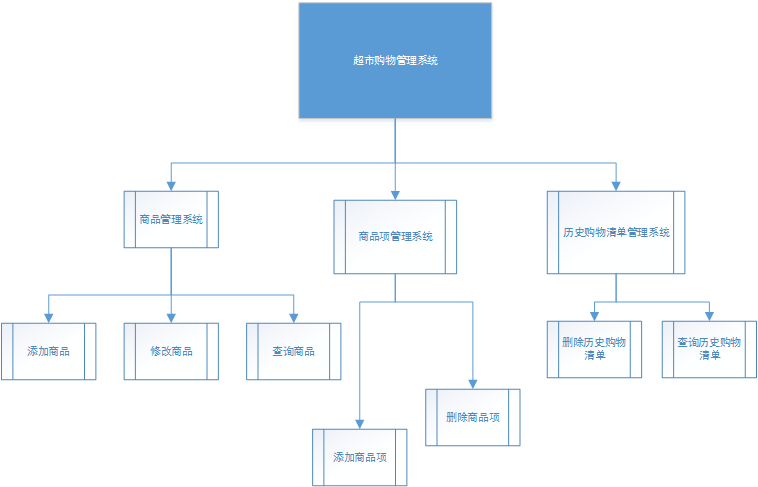 超市购物管理系统
商品管理系统
商品项管理系统
历史购物清单管理系统
添加商品
修改商品
查询商品
删除历史购物
清单
查询历史购物
清单
删除商品项
添加商品项